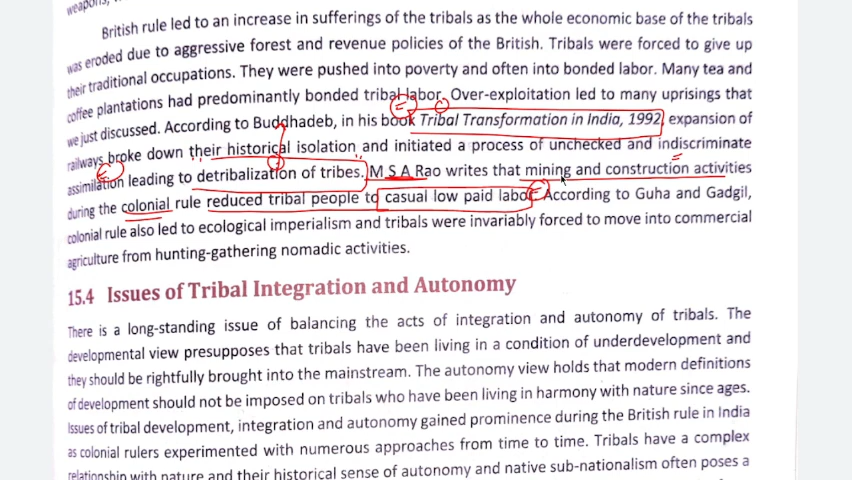 weapons,
British rule led to an increase in sufferings of the tribals as the whole economic base of the tribals
was eroded due to aggressive forest and revenue policies of the British. Tribals were forced to give up
their traditional occupations. They were pushed into poverty and often into bonded labor. Many tea and
coffee plantations had predominantly bonded tribal labor. Over-exploitation led to many uprisings that
we just discussed. According to Buddhadeb, in his book Tribal Transformation in India, 1992, expansion of
railways broke down their historical isolation and initiated a process of unchecked and indiscriminate
assimilation leading to detribalization of tribes. M S A Rao writes that mining and construction activities
during the colonial rule reduced tribal people to casual low paid labor. According to Guha and Gadgil,
colonial rule also led to ecological imperialism and tribals were invariably forced to move into commercial
agriculture from hunting-gathering nomadic activities.
15.4 Issues of Tribal Integration and Autonomy
There is a long-standing issue of balancing the acts of integration and autonomy of tribals. The
developmental view presupposes that tribals have been living in a condition of underdevelopment and
they should be rightfully brought into the mainstream. The autonomy view holds that modern definitions
of development should not be imposed on tribals who have been living in harmony with nature since ages.
Issues of tribal development, integration and autonomy gained prominence during the British rule in India
as colonial rulers experimented with numerous approaches from time to time. Tribals have a complex
relationship with nature and their historical sense of autonomy and native sub-nationalism often poses a